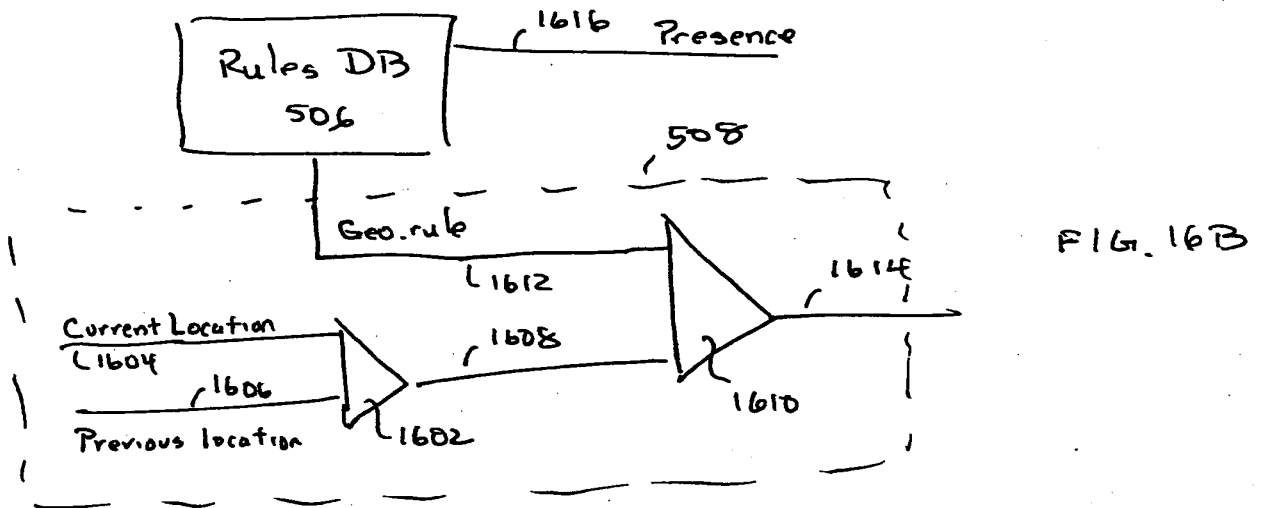 1616 Presence
Rules DB
506
508
Geo.rule
1612
1614
FIG. 16B
Current Location
1604
1608
1606
1610
Previous location
1602